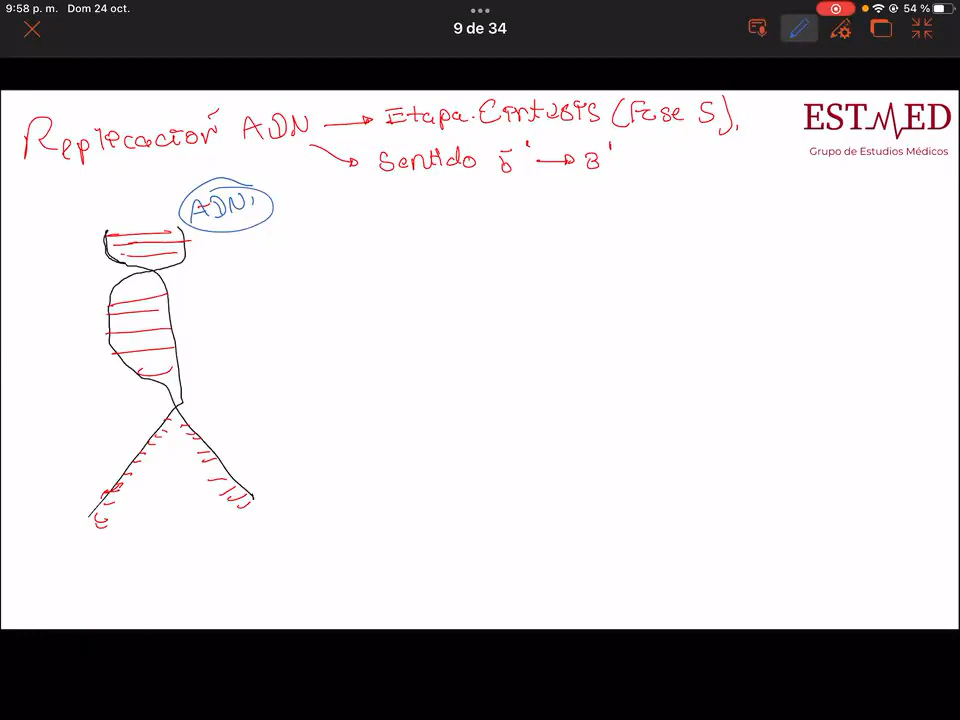 9:58 p. m. Dom 24 oct. 54 %
9 de 34
Replicación ADN → Etapa Síntesis (Fase S).
Sentido 5' → 3'
ESTMED
Grupo de Estudios Médicos
ADN